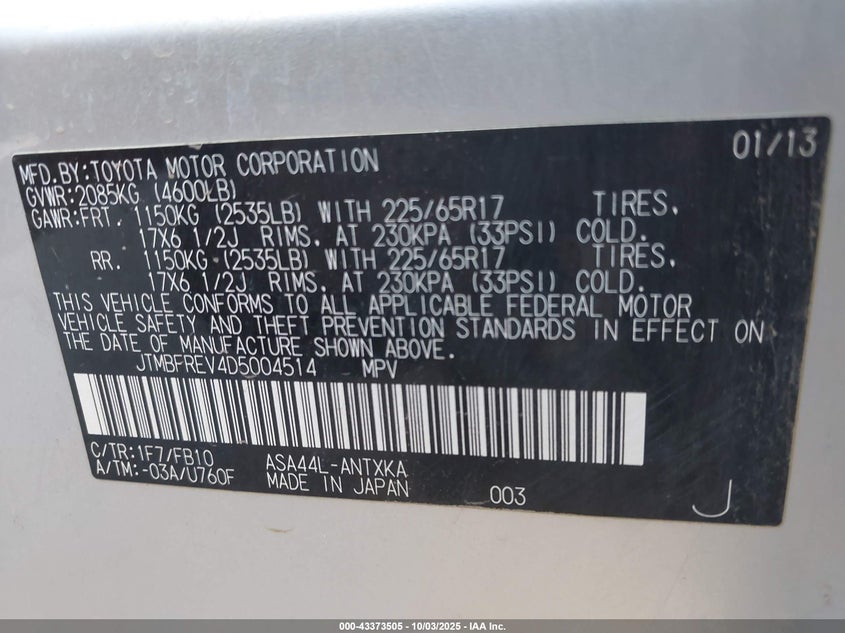 01/13
MFD.BY:TOYOTA MOTOR CORPORATION
GVWR:2085KG (4600LB)
GAWR:FRT. 1150KG (2535LB) WITH 225/65R17 TIRES.
17X6 1/2J RIMS. AT 230KPA (33PSI) COLD.
RR. 1150KG (2535LB) WITH 225/65R17 TIRES.
17X6 1/2J RIMS. AT 230KPA (33PSI) COLD.
THIS VEHICLE CONFORMS TO ALL APPLICABLE FEDERAL MOTOR
VEHICLE SAFETY AND THEFT PREVENTION STANDARDS IN EFFECT ON
THE DATE OF MANUFACTURE SHOWN ABOVE.
JTMBFREV4D5004514 MPV
C/TR:1F7/FB10 ASA44L-ANTXKA
A/TM:-03A/U760F MADE IN JAPAN 003
J
000-43373505 - 10/03/2025 - IAA Inc.